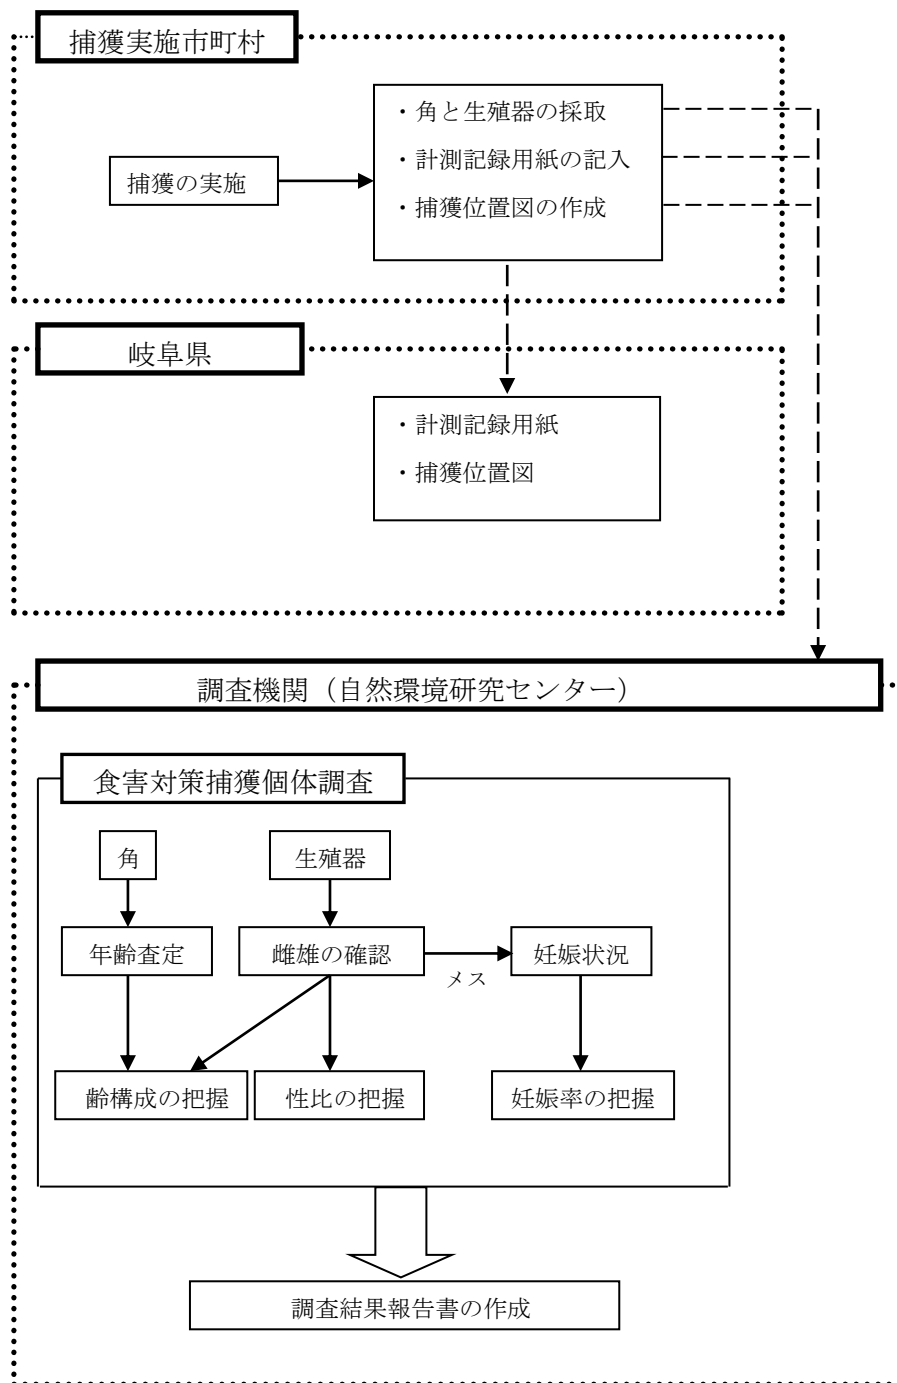 捕獲実施市町村
・角と生殖器の採取
・計測記録用紙の記入
捕獲の実施
・捕獲位置図の作成
岐阜県
・計測記録用紙
・捕獲位置図
調査機関（自然環境研究センター）
食害対策捕獲個体調査
角
生殖器
年齢査定
雌雄の確認
妊娠状況
メス
齢構成の把握
性比の把握
妊娠率の把握
調査結果報告書の作成